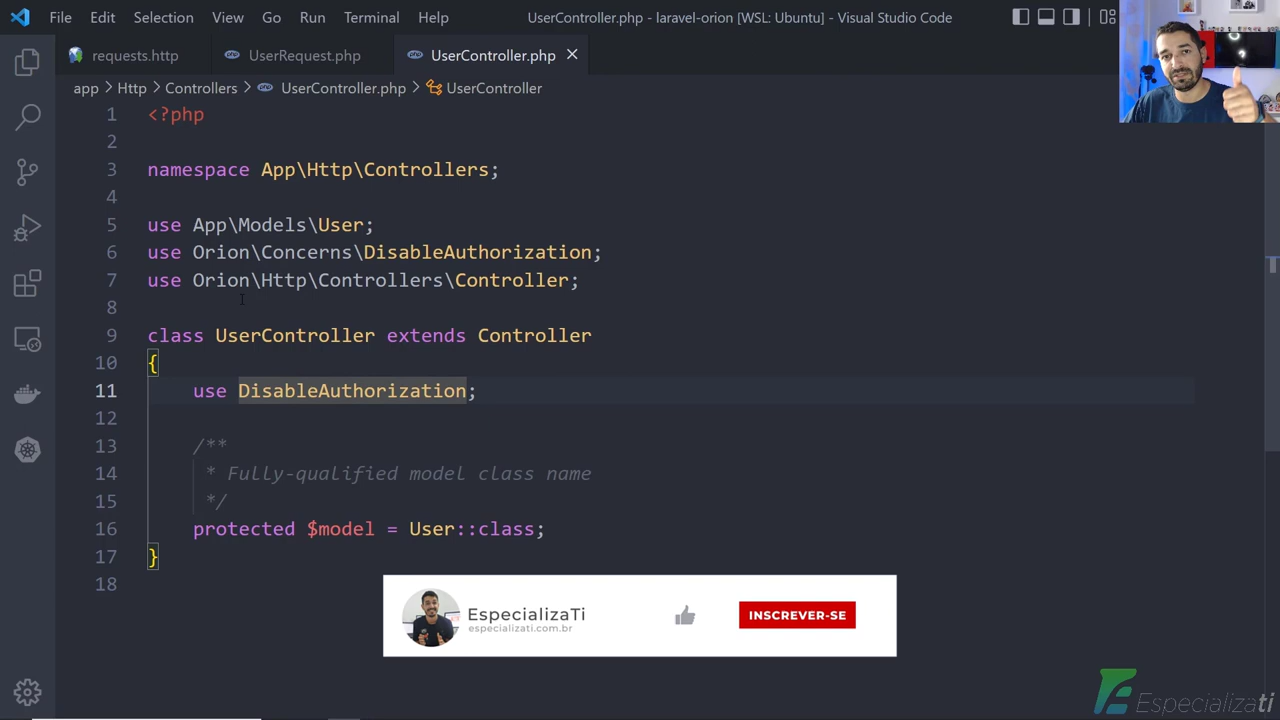 File Edit Selection View Go Run Terminal Help UserController.php - laravel-orion [WSL: Ubuntu] - Visual Studio Code
requests.http UserRequest.php UserController.php
app > Http > Controllers > UserController.php > UserController
1 <?php
2
3 namespace App\Http\Controllers;
4
5 use App\Models\User;
6 use Orion\Concerns\DisableAuthorization;
7 use Orion\Http\Controllers\Controller;
8
9 class UserController extends Controller
10 {
11 use DisableAuthorization;
12
13 /**
14 * Fully-qualified model class name
15 */
16 protected $model = User::class;
17 }
18
EspecializaTi
especializati.com.br
INSCREVER-SE
Especializati